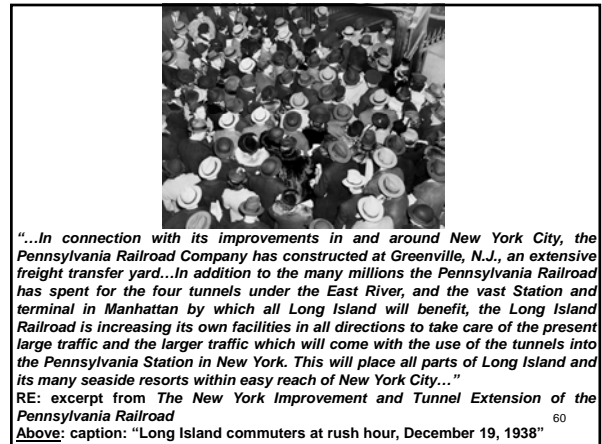 “…In connection with its improvements in and around New York City, the
Pennsylvania Railroad Company has constructed at Greenville, N.J., an extensive
freight transfer yard…In addition to the many millions the Pennsylvania Railroad
has spent for the four tunnels under the East River, and the vast Station and
terminal in Manhattan by which all Long Island will benefit, the Long Island
Railroad is increasing its own facilities in all directions to take care of the present
large traffic and the larger traffic which will come with the use of the tunnels into
the Pennsylvania Station in New York. This will place all parts of Long Island and
its many seaside resorts within easy reach of New York City…”
RE: excerpt from The New York Improvement and Tunnel Extension of the
Pennsylvania Railroad
60
Above: caption: “Long Island commuters at rush hour, December 19, 1938”